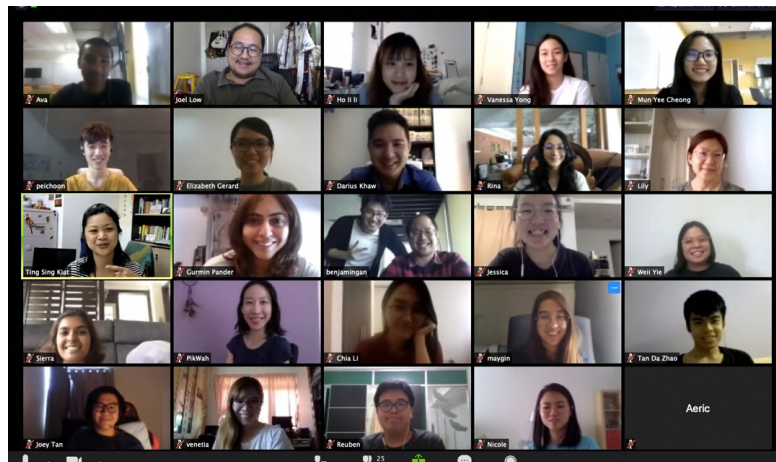 Ava
Joel Low
Ho li li
Vanessa Yong
Mun Yee Cheong
peichoon
Elizabeth Gerard
Darius Khaw
Rina
Lily
Ting Sing Kiat
Gurmin Pander
benjamingan
Jessica
Weii Yie
Sierra
PikWah
Chia Li
maygin
Tan Da Zhao
Joey Tan
venetia
Reuben
Nicole
Aeric
25